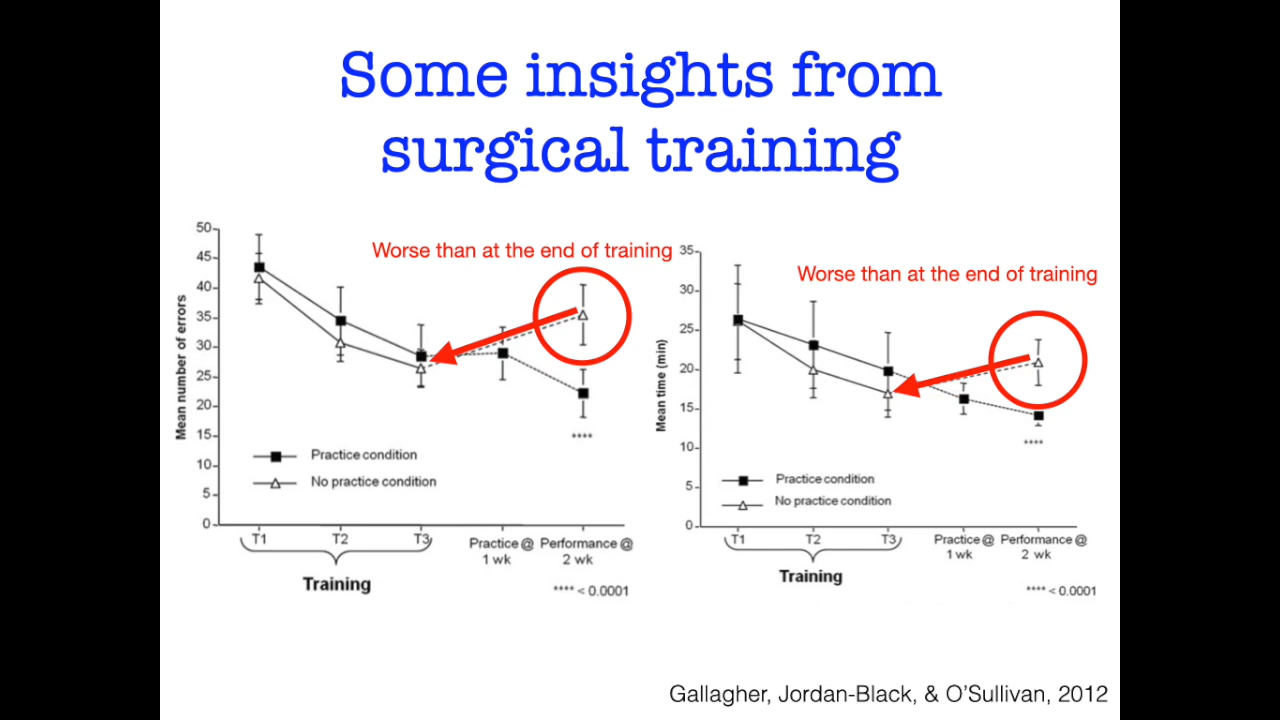 Some insights from
surgical training
Worse than at the end of training
50
45
40
35
30
25
20
15
10
5
0
Mean number of errors
****
Practice condition
No practice condition
T1 T2 T3 Practice @ Performance @
1 wk 2 wk
Training
**** < 0.0001
Worse than at the end of training
35
30
25
20
15
10
5
0
Mean time (min)
****
Practice condition
No practice condition
T1 T2 T3 Practice @ Performance @
1 wk 2 wk
Training
**** < 0.0001
Gallagher, Jordan-Black, & O'Sullivan, 2012